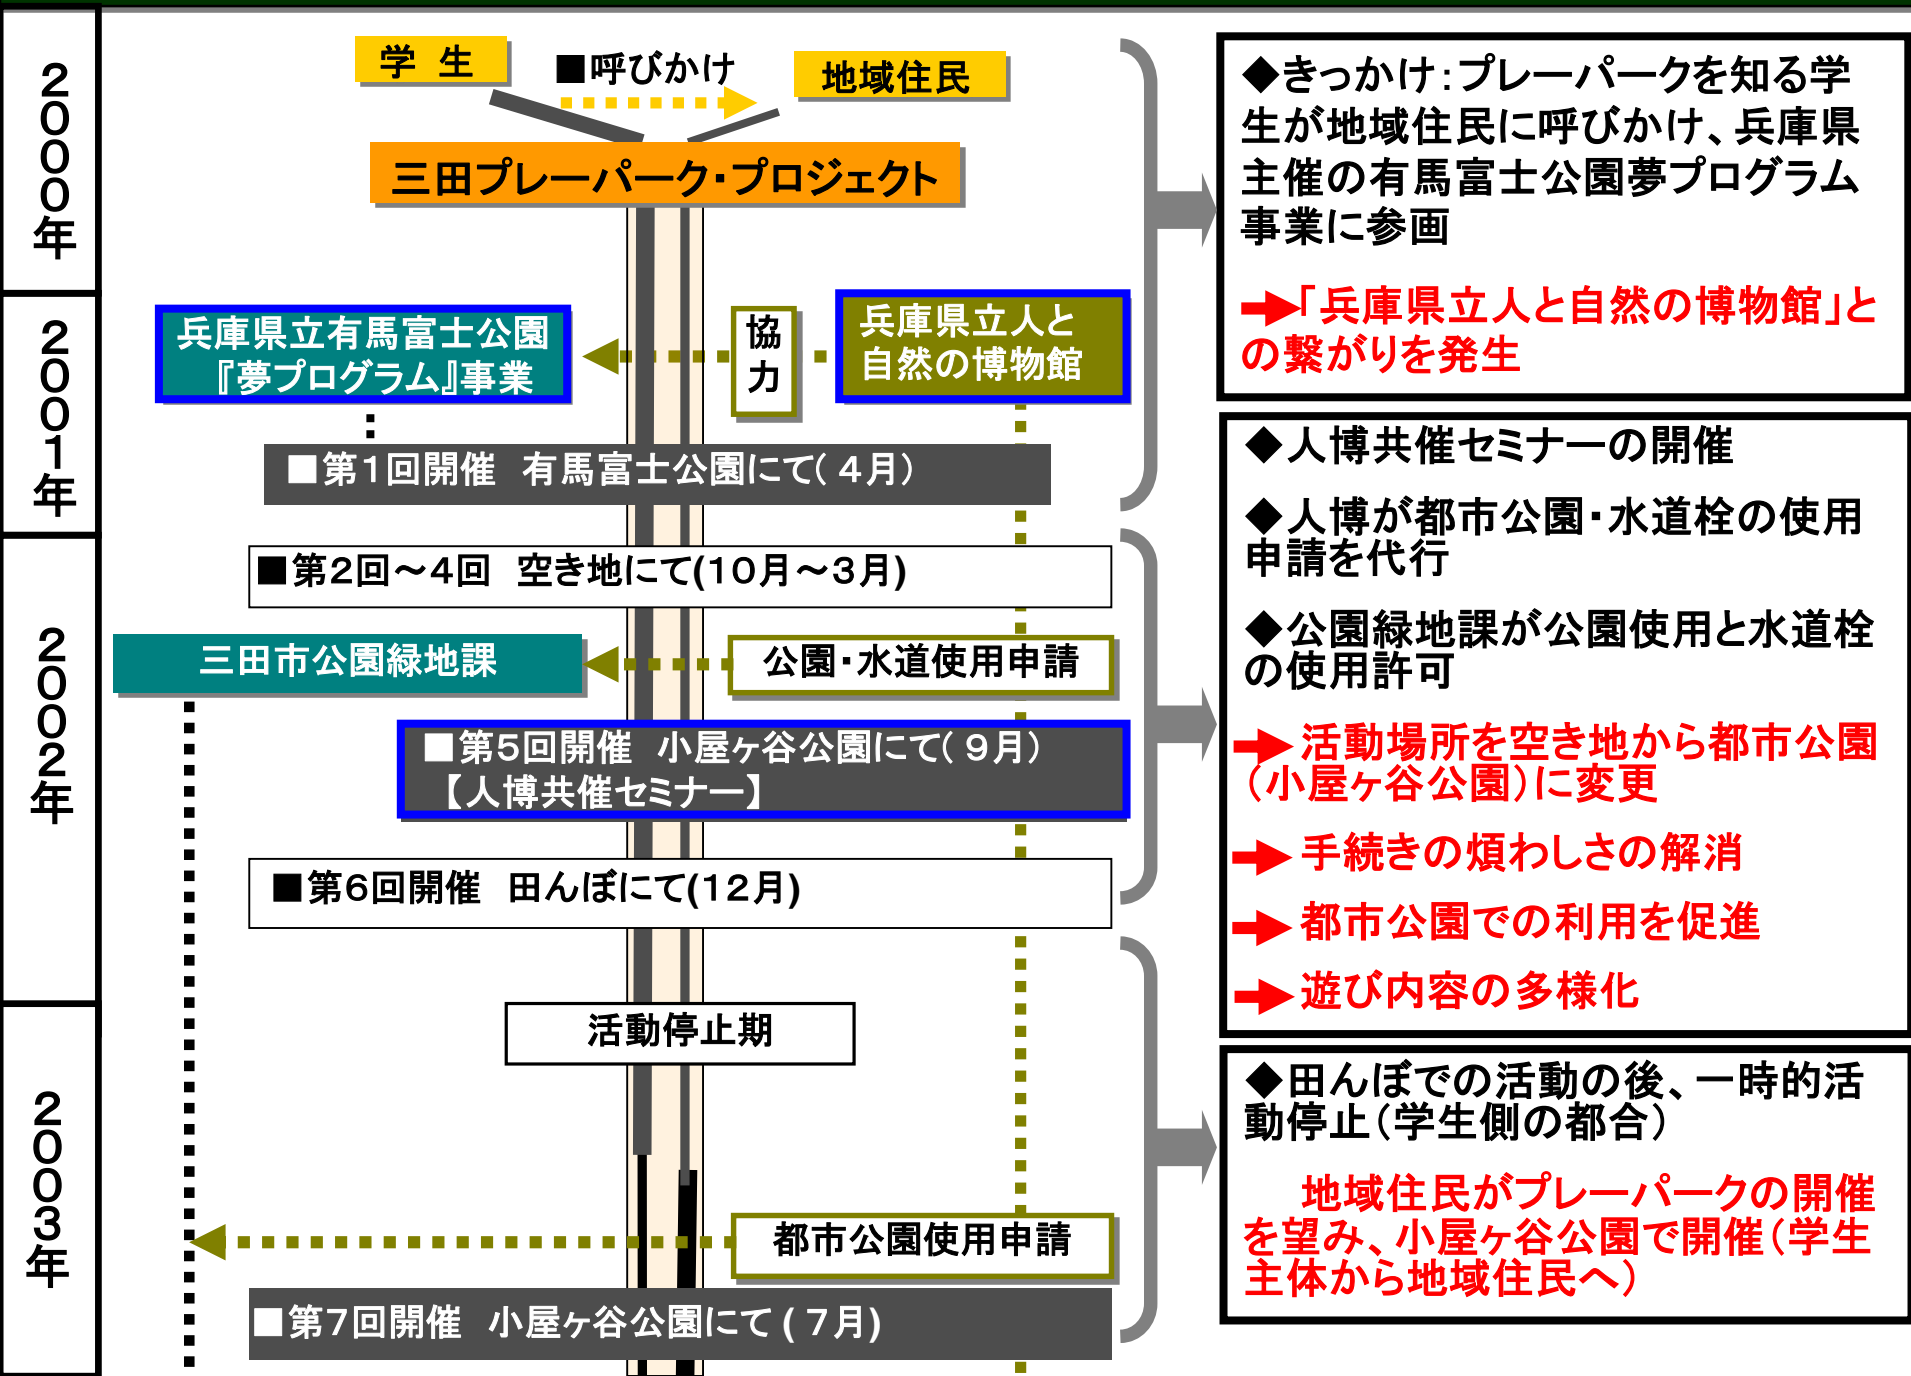 2000年
学 生
■呼びかけ
地域住民
三田プレーパーク・プロジェクト
2001年
兵庫県立有馬富士公園
『夢プログラム』事業
協力
兵庫県立人と
自然の博物館
■第1回開催　有馬富士公園にて(4月)
2002年
■第2回～4回　空き地にて(10月～3月)
三田市公園緑地課
公園・水道使用申請
■第5回開催　小屋ヶ谷公園にて(9月)
【人博共催セミナー】
■第6回開催　田んぼにて(12月)
2003年
活動停止期
都市公園使用申請
■第7回開催　小屋ヶ谷公園にて(7月)
◆きっかけ：プレーパークを知る学
生が地域住民に呼びかけ、兵庫県
主催の有馬富士公園夢プログラム
事業に参画
「兵庫県立人と自然の博物館」と
の繋がりを発生
◆人博共催セミナーの開催
◆人博が都市公園・水道栓の使用
申請を代行
◆公園緑地課が公園使用と水道栓
の使用許可
活動場所を空き地から都市公園
(小屋ヶ谷公園)に変更
手続きの煩わしさの解消
都市公園での利用を促進
遊び内容の多様化
◆田んぼでの活動の後、一時的活
動停止(学生側の都合)
地域住民がプレーパークの開催
を望み、小屋ヶ谷公園で開催(学生
主体から地域住民へ)